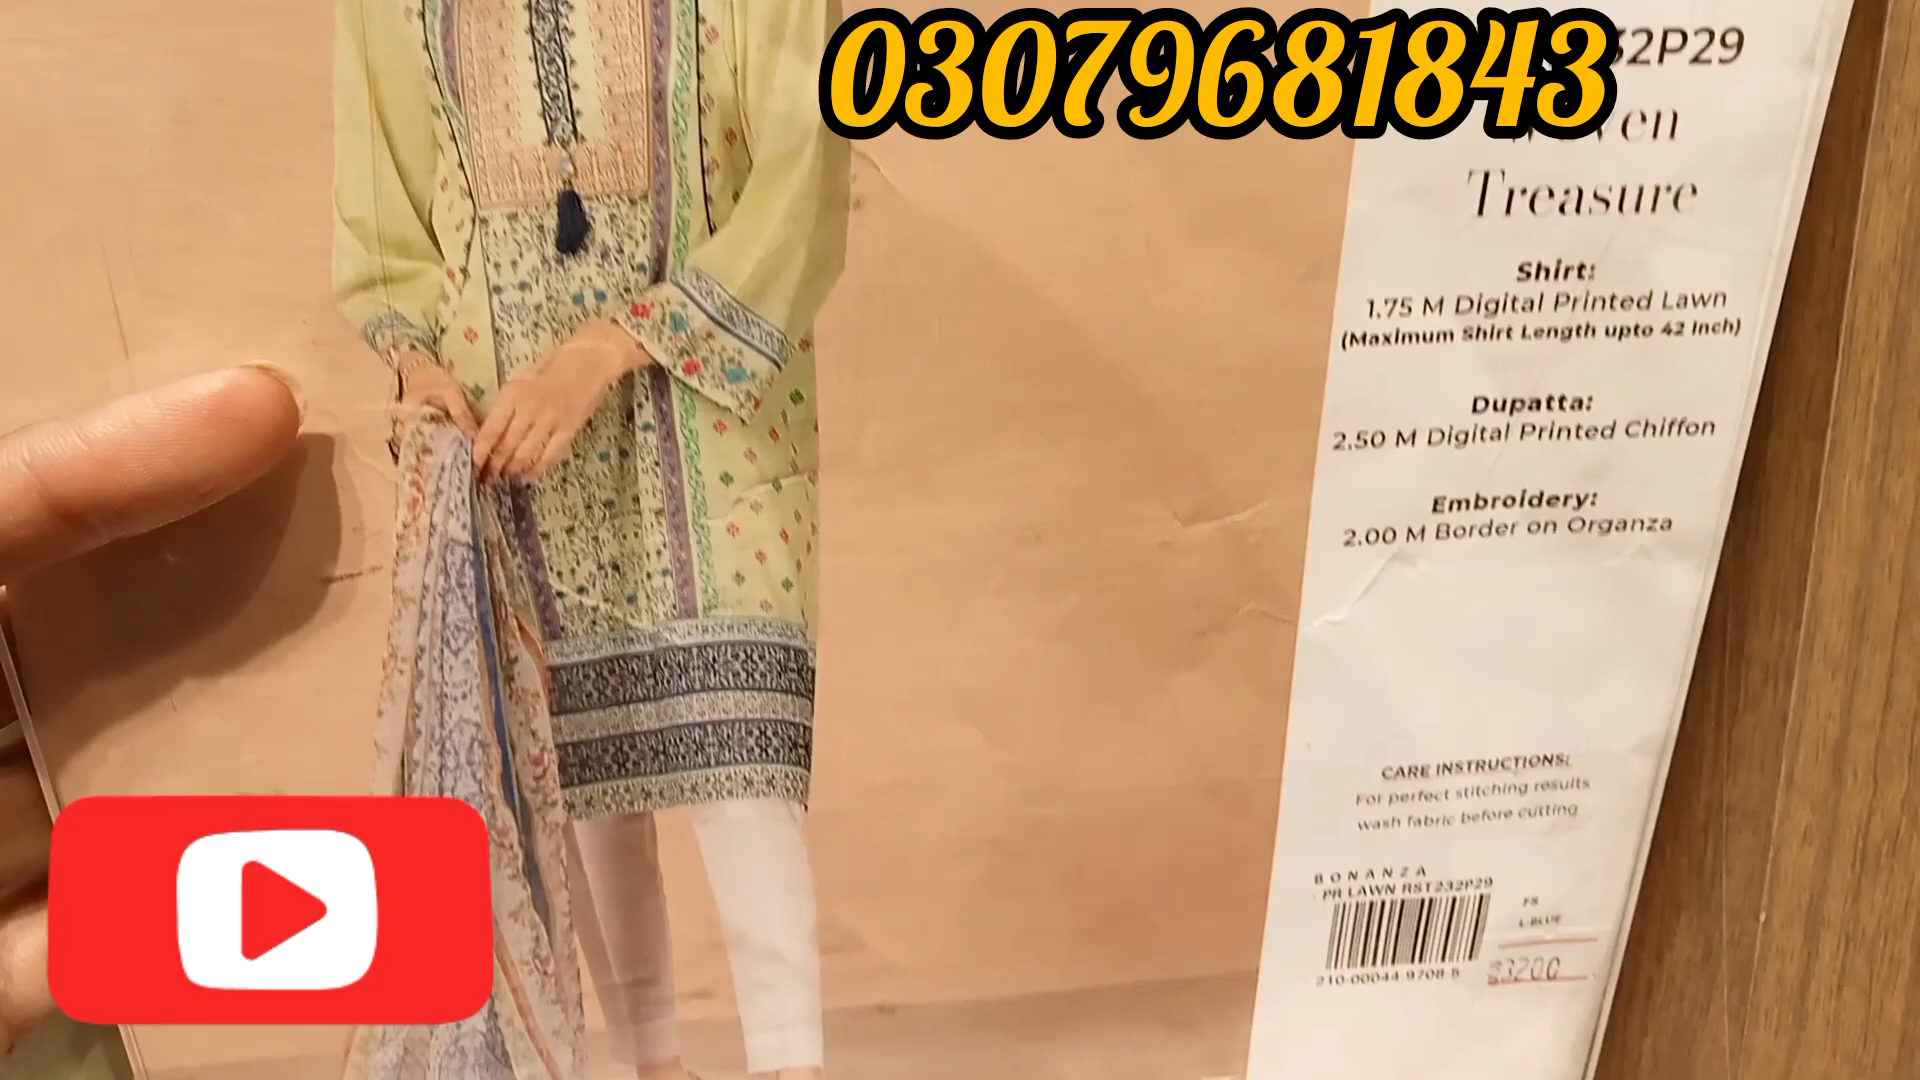 03079681843
32P29
Treasure
Shirt:
1.75 M Digital Printed Lawn
(Maximum Shirt Length upto 42 Inch)
Dupatta:
2.50 M Digital Printed Chiffon
Embroidery:
2.00 M Border on Organza
CARE INSTRUCTIONS:
For perfect stitching results
wash fabric before cutting
BONANZA
PR LAWN RST232P29
FS
L-BLUE
210-00044-9708-5
3200